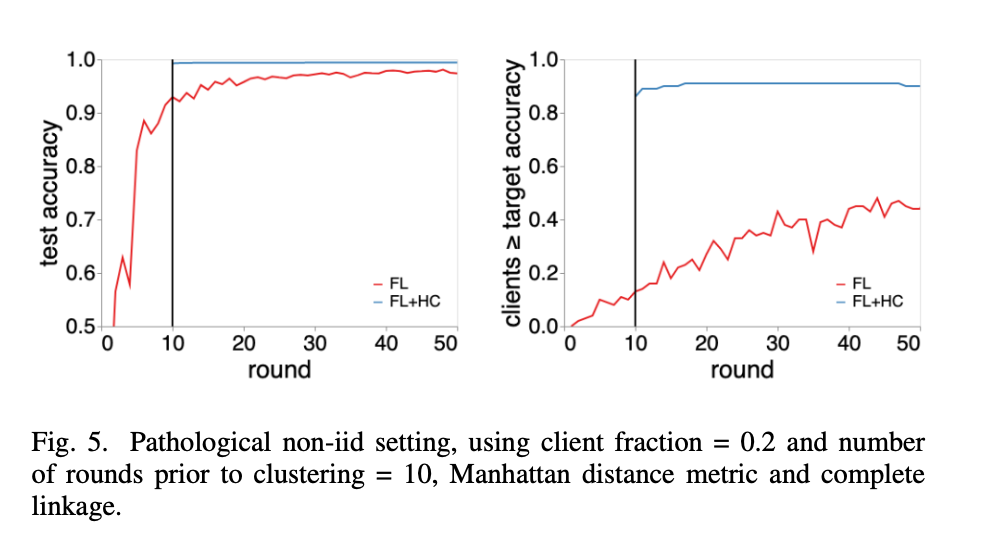 1.0
0.9
0.8
0.7
0.6
0.5
test accuracy
0 10 20 30 40 50
round
FL
FL+HC
1.0
0.8
0.6
0.4
0.2
0.0
clients ≥ target accuracy
0 10 20 30 40 50
round
FL
FL+HC
Fig. 5. Pathological non-iid setting, using client fraction = 0.2 and number
of rounds prior to clustering = 10, Manhattan distance metric and complete
linkage.